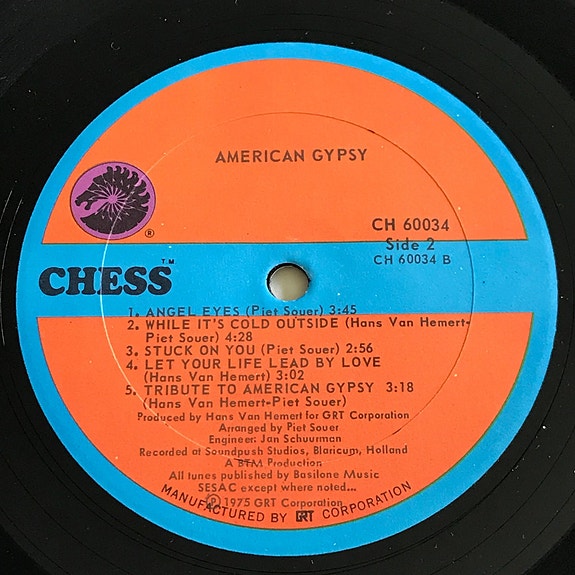 AMERICAN GYPSY
®
CH 60034
Side 2
CH 60034 B
T.M.
CHESS
1. ANGEL EYES (Piet Souer) 3:45
2. WHILE IT'S COLD OUTSIDE (Hans Van Hemert-
Piet Souer) 4:28
3. STUCK ON YOU (Piet Souer) 2:56
4. LET YOUR LIFE LEAD BY LOVE
(Hans Van Hemert) 3:02
5. TRIBUTE TO AMERICAN GYPSY 3:18
(Hans Van Hemert-Piet Souer)
Produced by Hans Van Hemert for GRT Corporation
Arranged by Piet Souer
Engineer: Jan Schuurman
Recorded at Soundpush Studios, Blaricum, Holland
A BTM Production
All tunes published by Basilone Music
SESAC except where noted...
℗ 1975 GRT Corporation
MANUFACTURED BY GRT CORPORATION